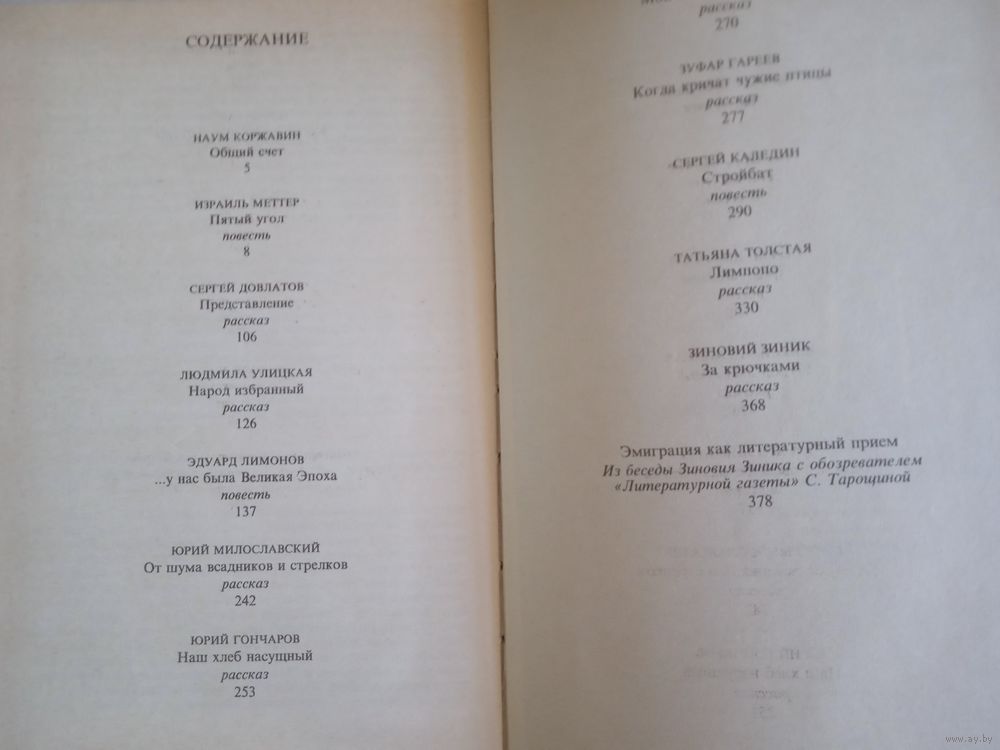 СОДЕРЖАНИЕ
НАУМ КОРЖАВИН
Общий счет
5
ИЗРАИЛЬ МЕТТЕР
Пятый угол
повесть
8
СЕРГЕЙ ДОВЛАТОВ
Представление
рассказ
106
ЛЮДМИЛА УЛИЦКАЯ
Народ избранный
рассказ
126
ЭДУАРД ЛИМОНОВ
...у нас была Великая Эпоха
повесть
137
ЮРИЙ МИЛОСЛАВСКИЙ
От шума всадников и стрелков
рассказ
242
ЮРИЙ ГОНЧАРОВ
Наш хлеб насущный
рассказ
253
рассказ
270
ЗУФАР ГАРЕЕВ
Когда кричат чужие птицы
рассказ
277
СЕРГЕЙ КАЛЕДИН
Стройбат
повесть
290
ТАТЬЯНА ТОЛСТАЯ
Лимпопо
рассказ
330
ЗИНОВИЙ ЗИНИК
За крючками
рассказ
368
Эмиграция как литературный прием
Из беседы Зиновия Зиника с обозревателем
«Литературной газеты» С. Тарощиной
378
www.ay.by